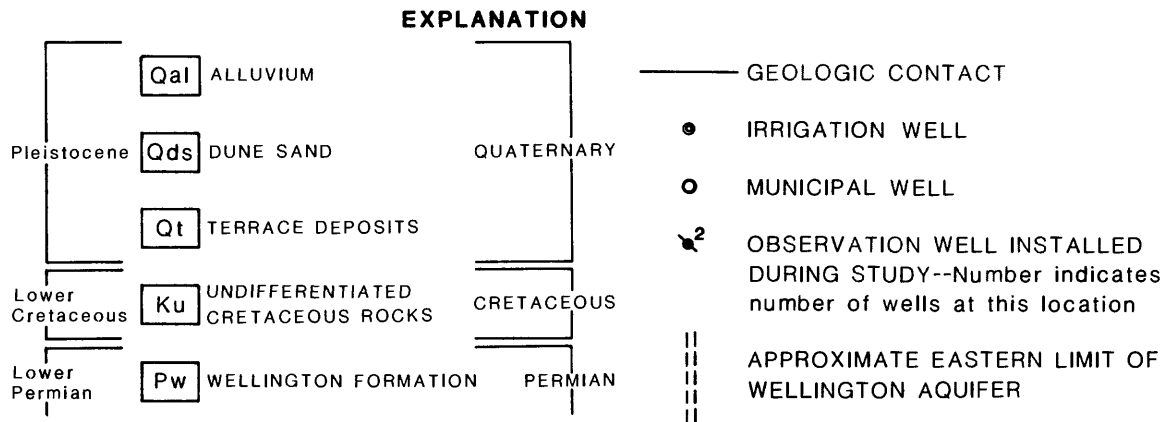 EXPLANATION
Pleistocene
Qal ALLUVIUM
Qds DUNE SAND
Qt TERRACE DEPOSITS
QUATERNARY
Lower
Cretaceous
Ku UNDIFFERENTIATED
CRETACEOUS ROCKS
CRETACEOUS
Lower
Permian
Pw WELLINGTON FORMATION
PERMIAN
GEOLOGIC CONTACT
IRRIGATION WELL
MUNICIPAL WELL
2 OBSERVATION WELL INSTALLED
DURING STUDY--Number indicates
number of wells at this location
APPROXIMATE EASTERN LIMIT OF
WELLINGTON AQUIFER